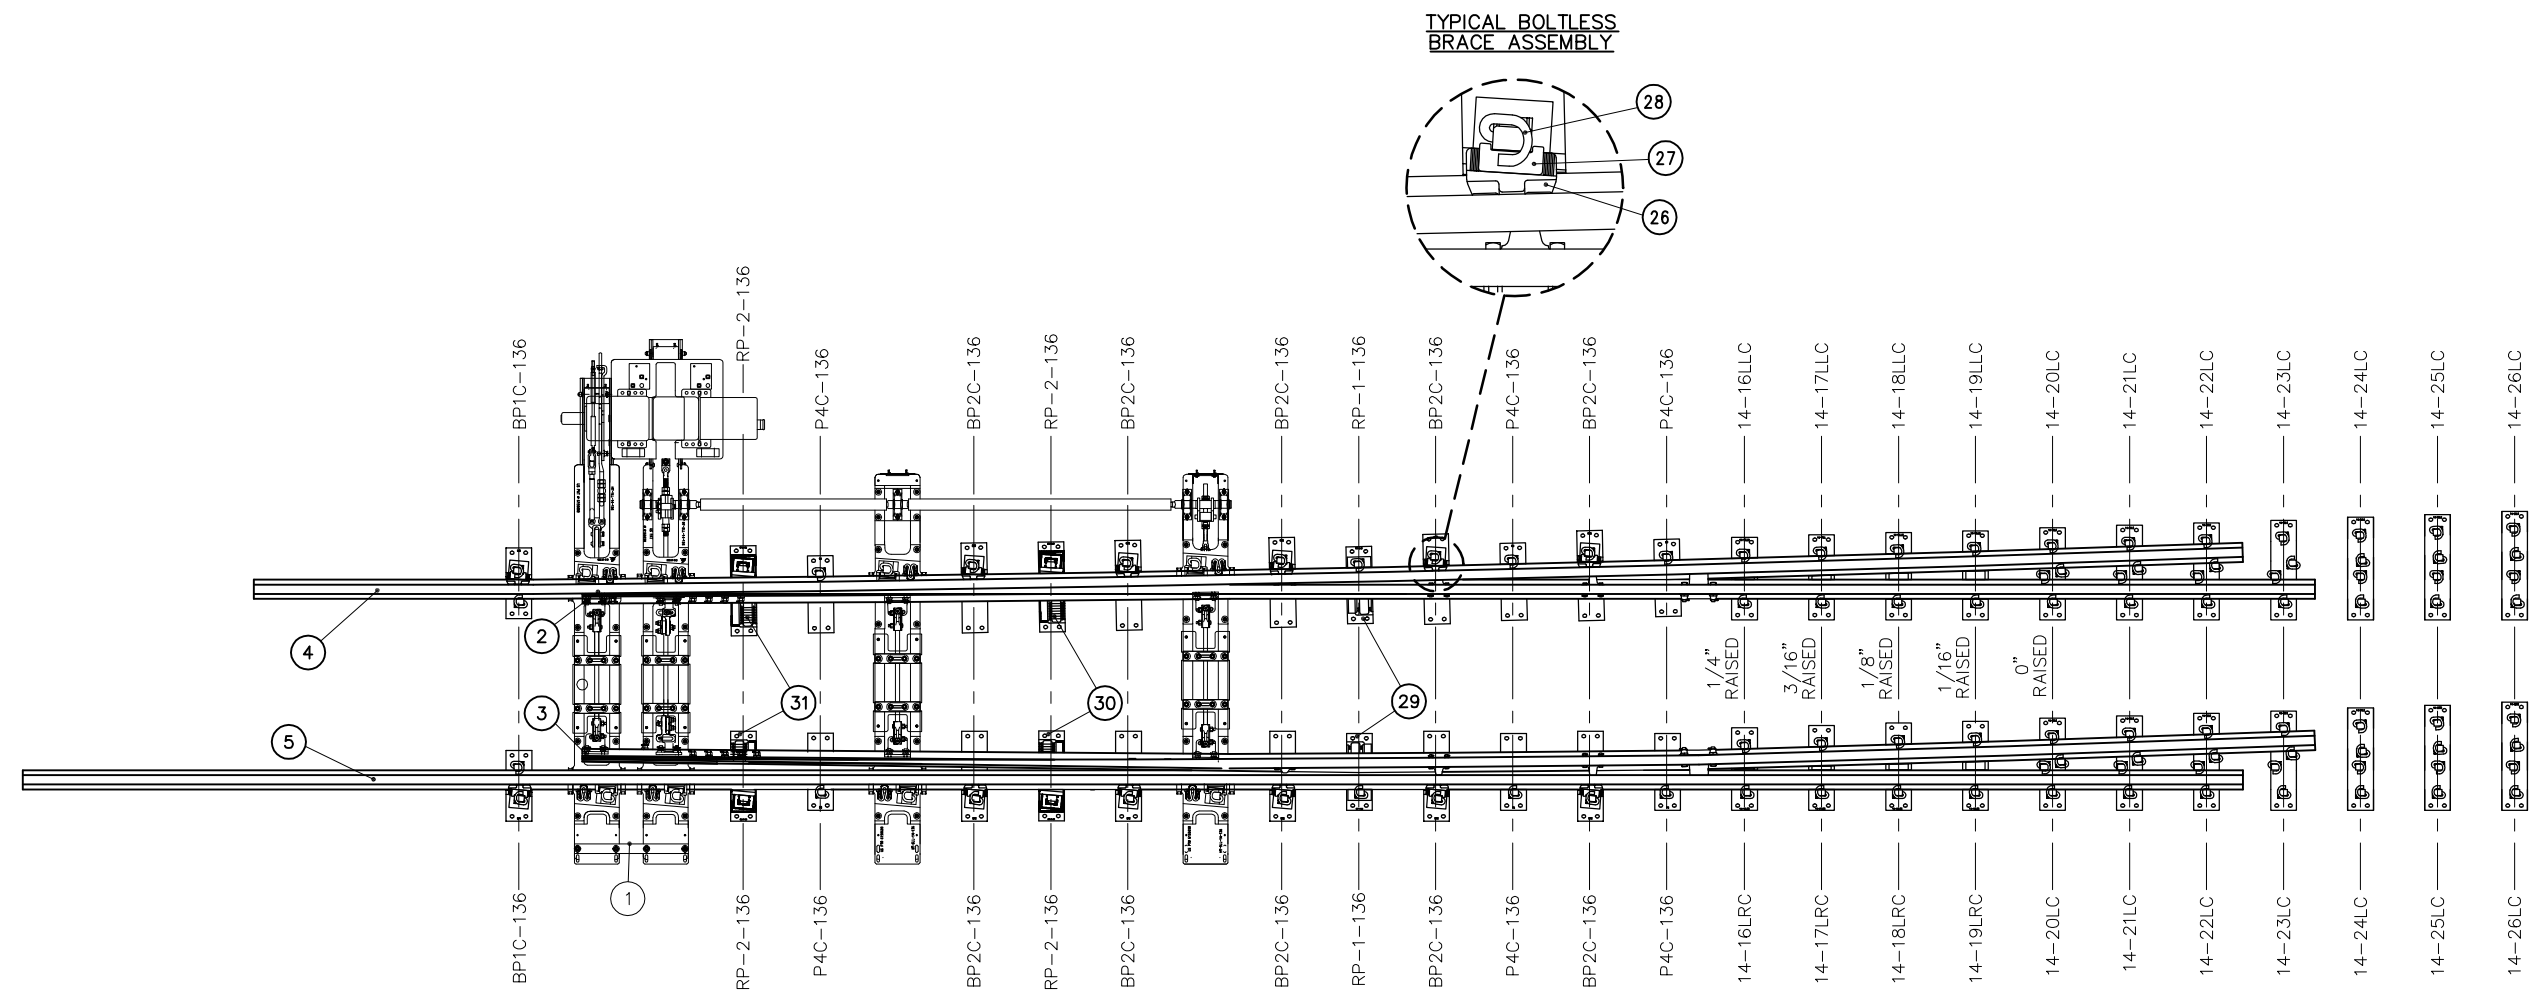 TYPICAL BOLTLESS
BRACE ASSEMBLY
28
27
26
BP1C-136
RP-2-136
P4C-136
BP2C-136
RP-2-136
BP2C-136
BP2C-136
RP-1-136
BP2C-136
P4C-136
BP2C-136
P4C-136
14-16LLC
14-17LLC
14-18LLC
14-19LLC
14-20LC
14-21LC
14-22LC
14-23LC
14-24LC
14-25LC
14-26LC
4
2
5
3
31
30
29
1
1/4"
RAISED
3/16"
RAISED
1/8"
RAISED
1/16"
RAISED
0"
RAISED
BP1C-136
RP-2-136
P4C-136
BP2C-136
RP-2-136
BP2C-136
BP2C-136
RP-1-136
BP2C-136
P4C-136
BP2C-136
P4C-136
14-16LRC
14-17LRC
14-18LRC
14-19LRC
14-20LC
14-21LC
14-22LC
14-23LC
14-24LC
14-25LC
14-26LC